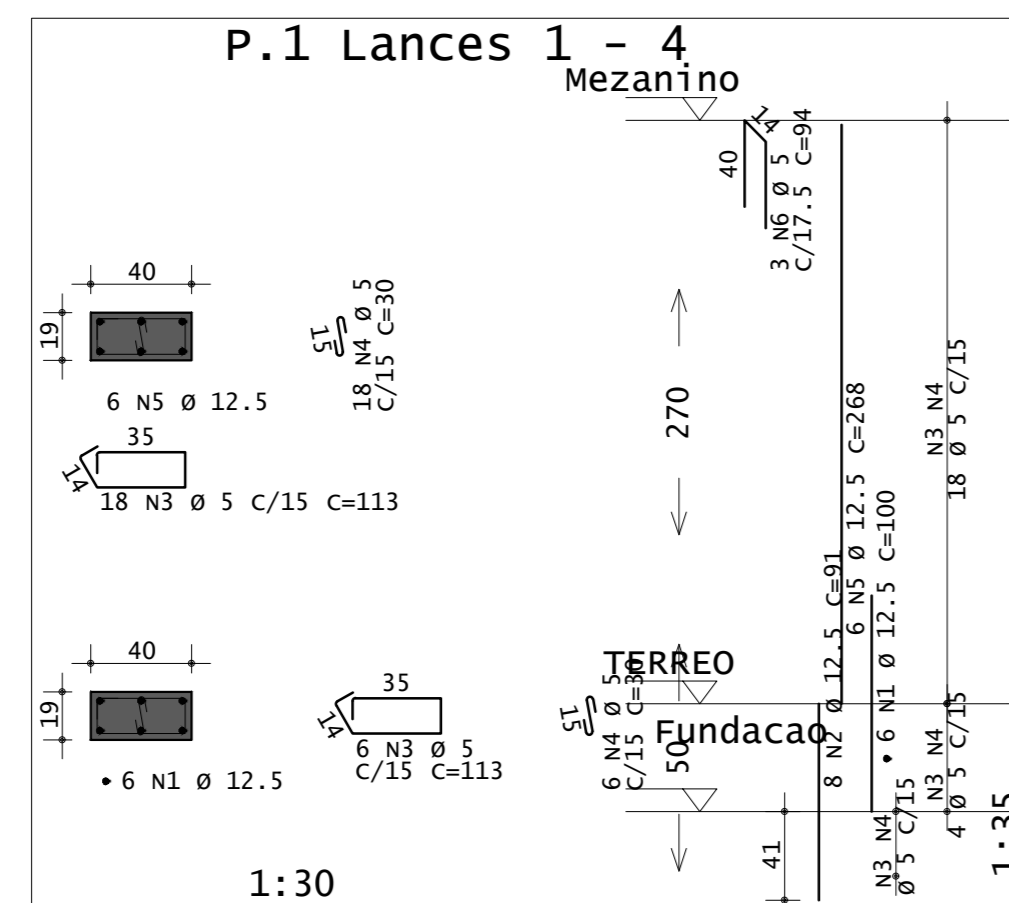 P.1 Lances 1 - 4
Mezanino
14
40
3 N6 Ø 5
C/17.5 C=94
40
19
6 N5 Ø 12.5
15
18 N4 Ø 5
C/15 C=30
35
14
18 N3 Ø 5 C/15 C=113
270
6 N5 Ø 12.5 C=268
N3 N4
18 Ø 5 C/15
TERREO
40
19
6 N1 Ø 12.5
35
14
6 N3 Ø 5
C/15 C=113
15
6 N4 Ø 5
C/15 C=30
Fundacao
50
8 N2 Ø 12.5 C=91
6 N1 Ø 12.5 C=100
N3 N4
4 Ø 5 C/15
41
N3 N4
Ø 5 C/15
1:30
1:35